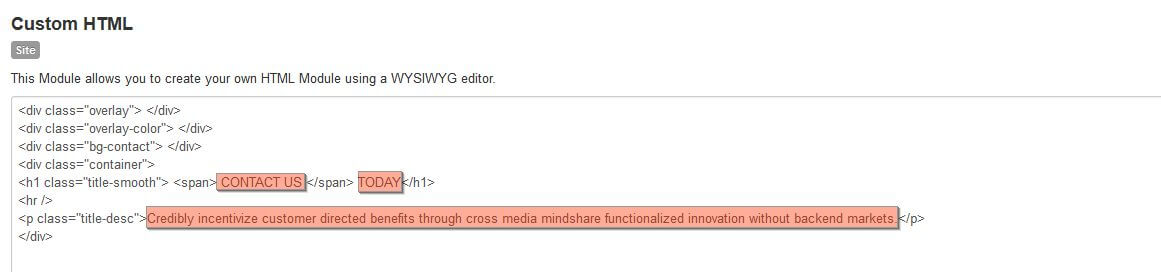 Custom HTML
Site
This Module allows you to create your own HTML Module using a WYSIWYG editor.
<div class="overlay"> </div>
<div class="overlay-color"> </div>
<div class="bg-contact"> </div>
<div class="container">
<h1 class="title-smooth"> <span> CONTACT US </span> TODAY</h1>
<hr />
<p class="title-desc">Credibly incentivize customer directed benefits through cross media mindshare functionalized innovation without backend markets.</p>
</div>